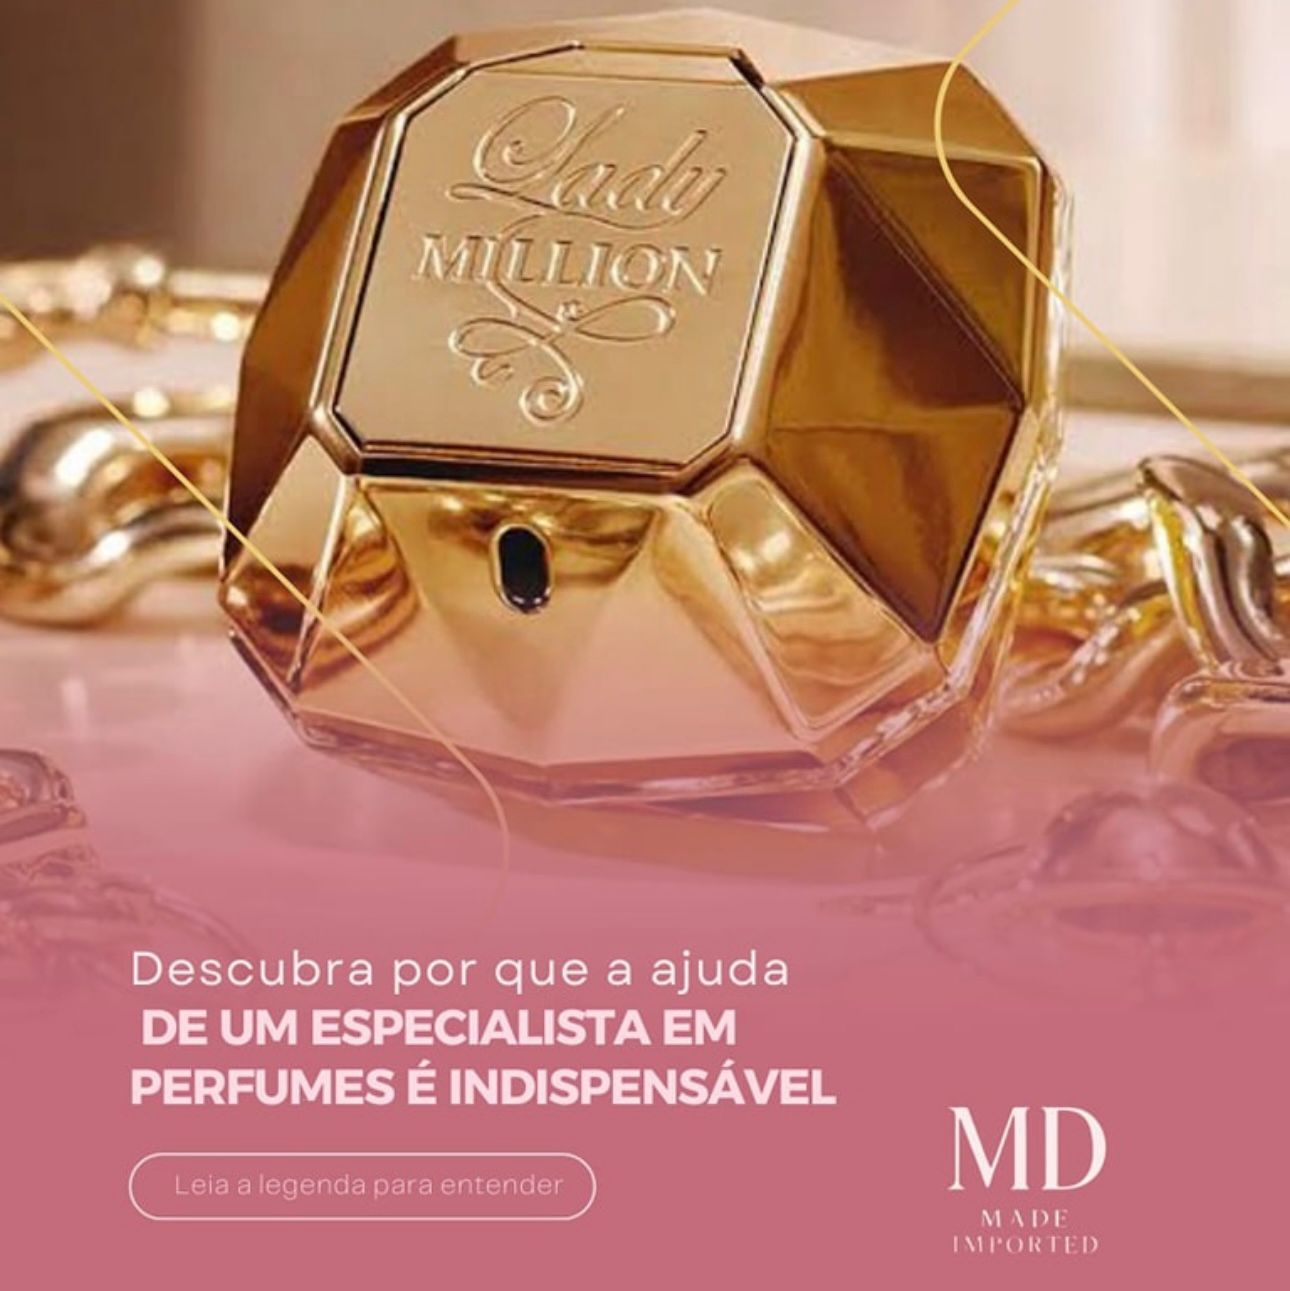 Lady
MILLION
Descubra por que a ajuda
DE UM ESPECIALISTA EM
PERFUMES É INDISPENSÁVEL
Leia a legenda para entender
MD
MADE
IMPORTED